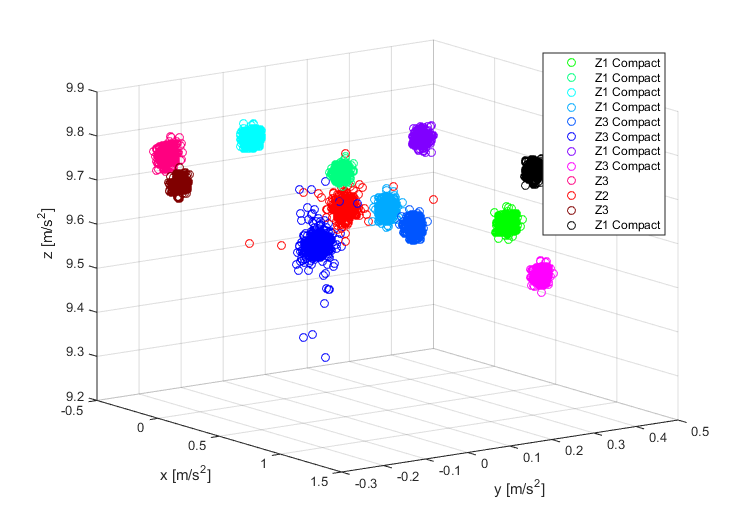 9.9
9.8
9.7
9.6
9.5
9.4
9.3
9.2
z [m/s²]
-0.5
0
0.5
1
1.5
x [m/s²]
-0.3
-0.2
-0.1
0
0.1
0.2
0.3
0.4
0.5
y [m/s²]
Z1 Compact
Z1 Compact
Z1 Compact
Z1 Compact
Z3 Compact
Z3 Compact
Z1 Compact
Z3 Compact
Z3
Z2
Z3
Z1 Compact